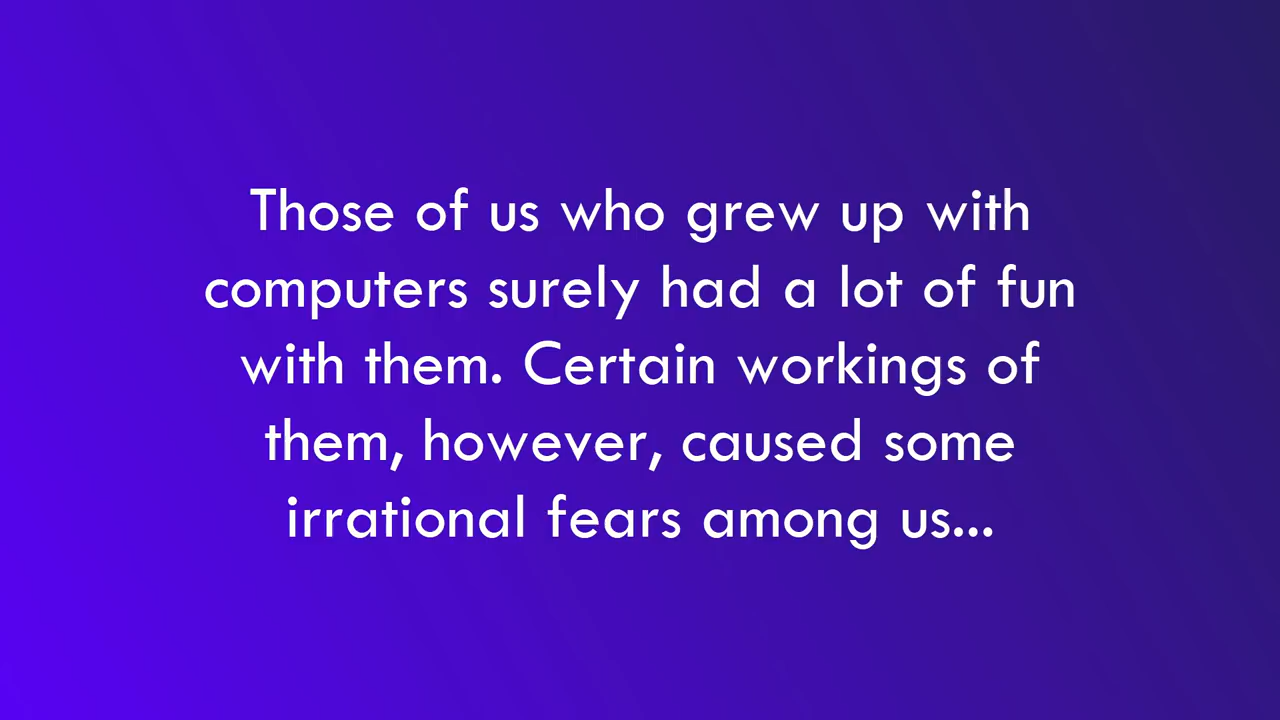 Those of us who grew up with
computers surely had a lot of fun
with them. Certain workings of
them, however, caused some
irrational fears among us...